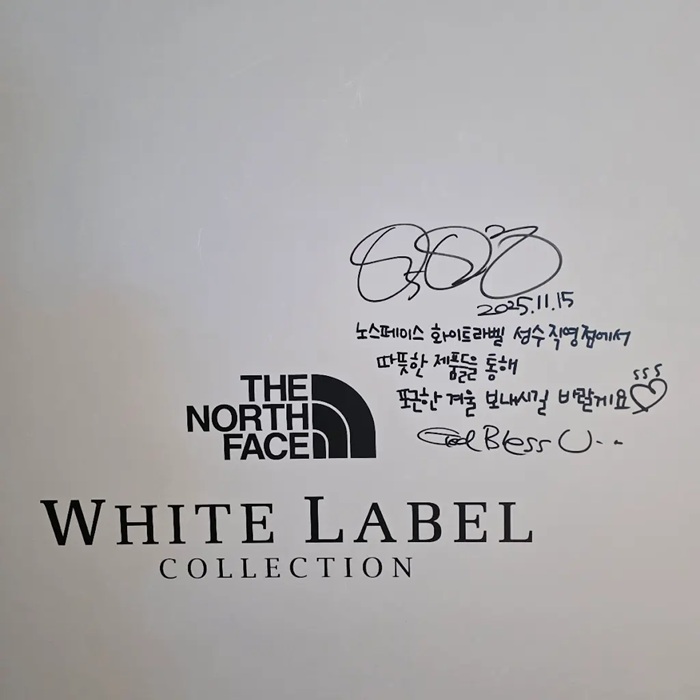 2025.11.15
노스페이스 화이트라벨 성수직영점에서
따뜻한 제품들을 통해
포근한 겨울 보내시길 바랄게요♡
God Bless U..
THE
NORTH
FACE
WHITE LABEL
COLLECTION